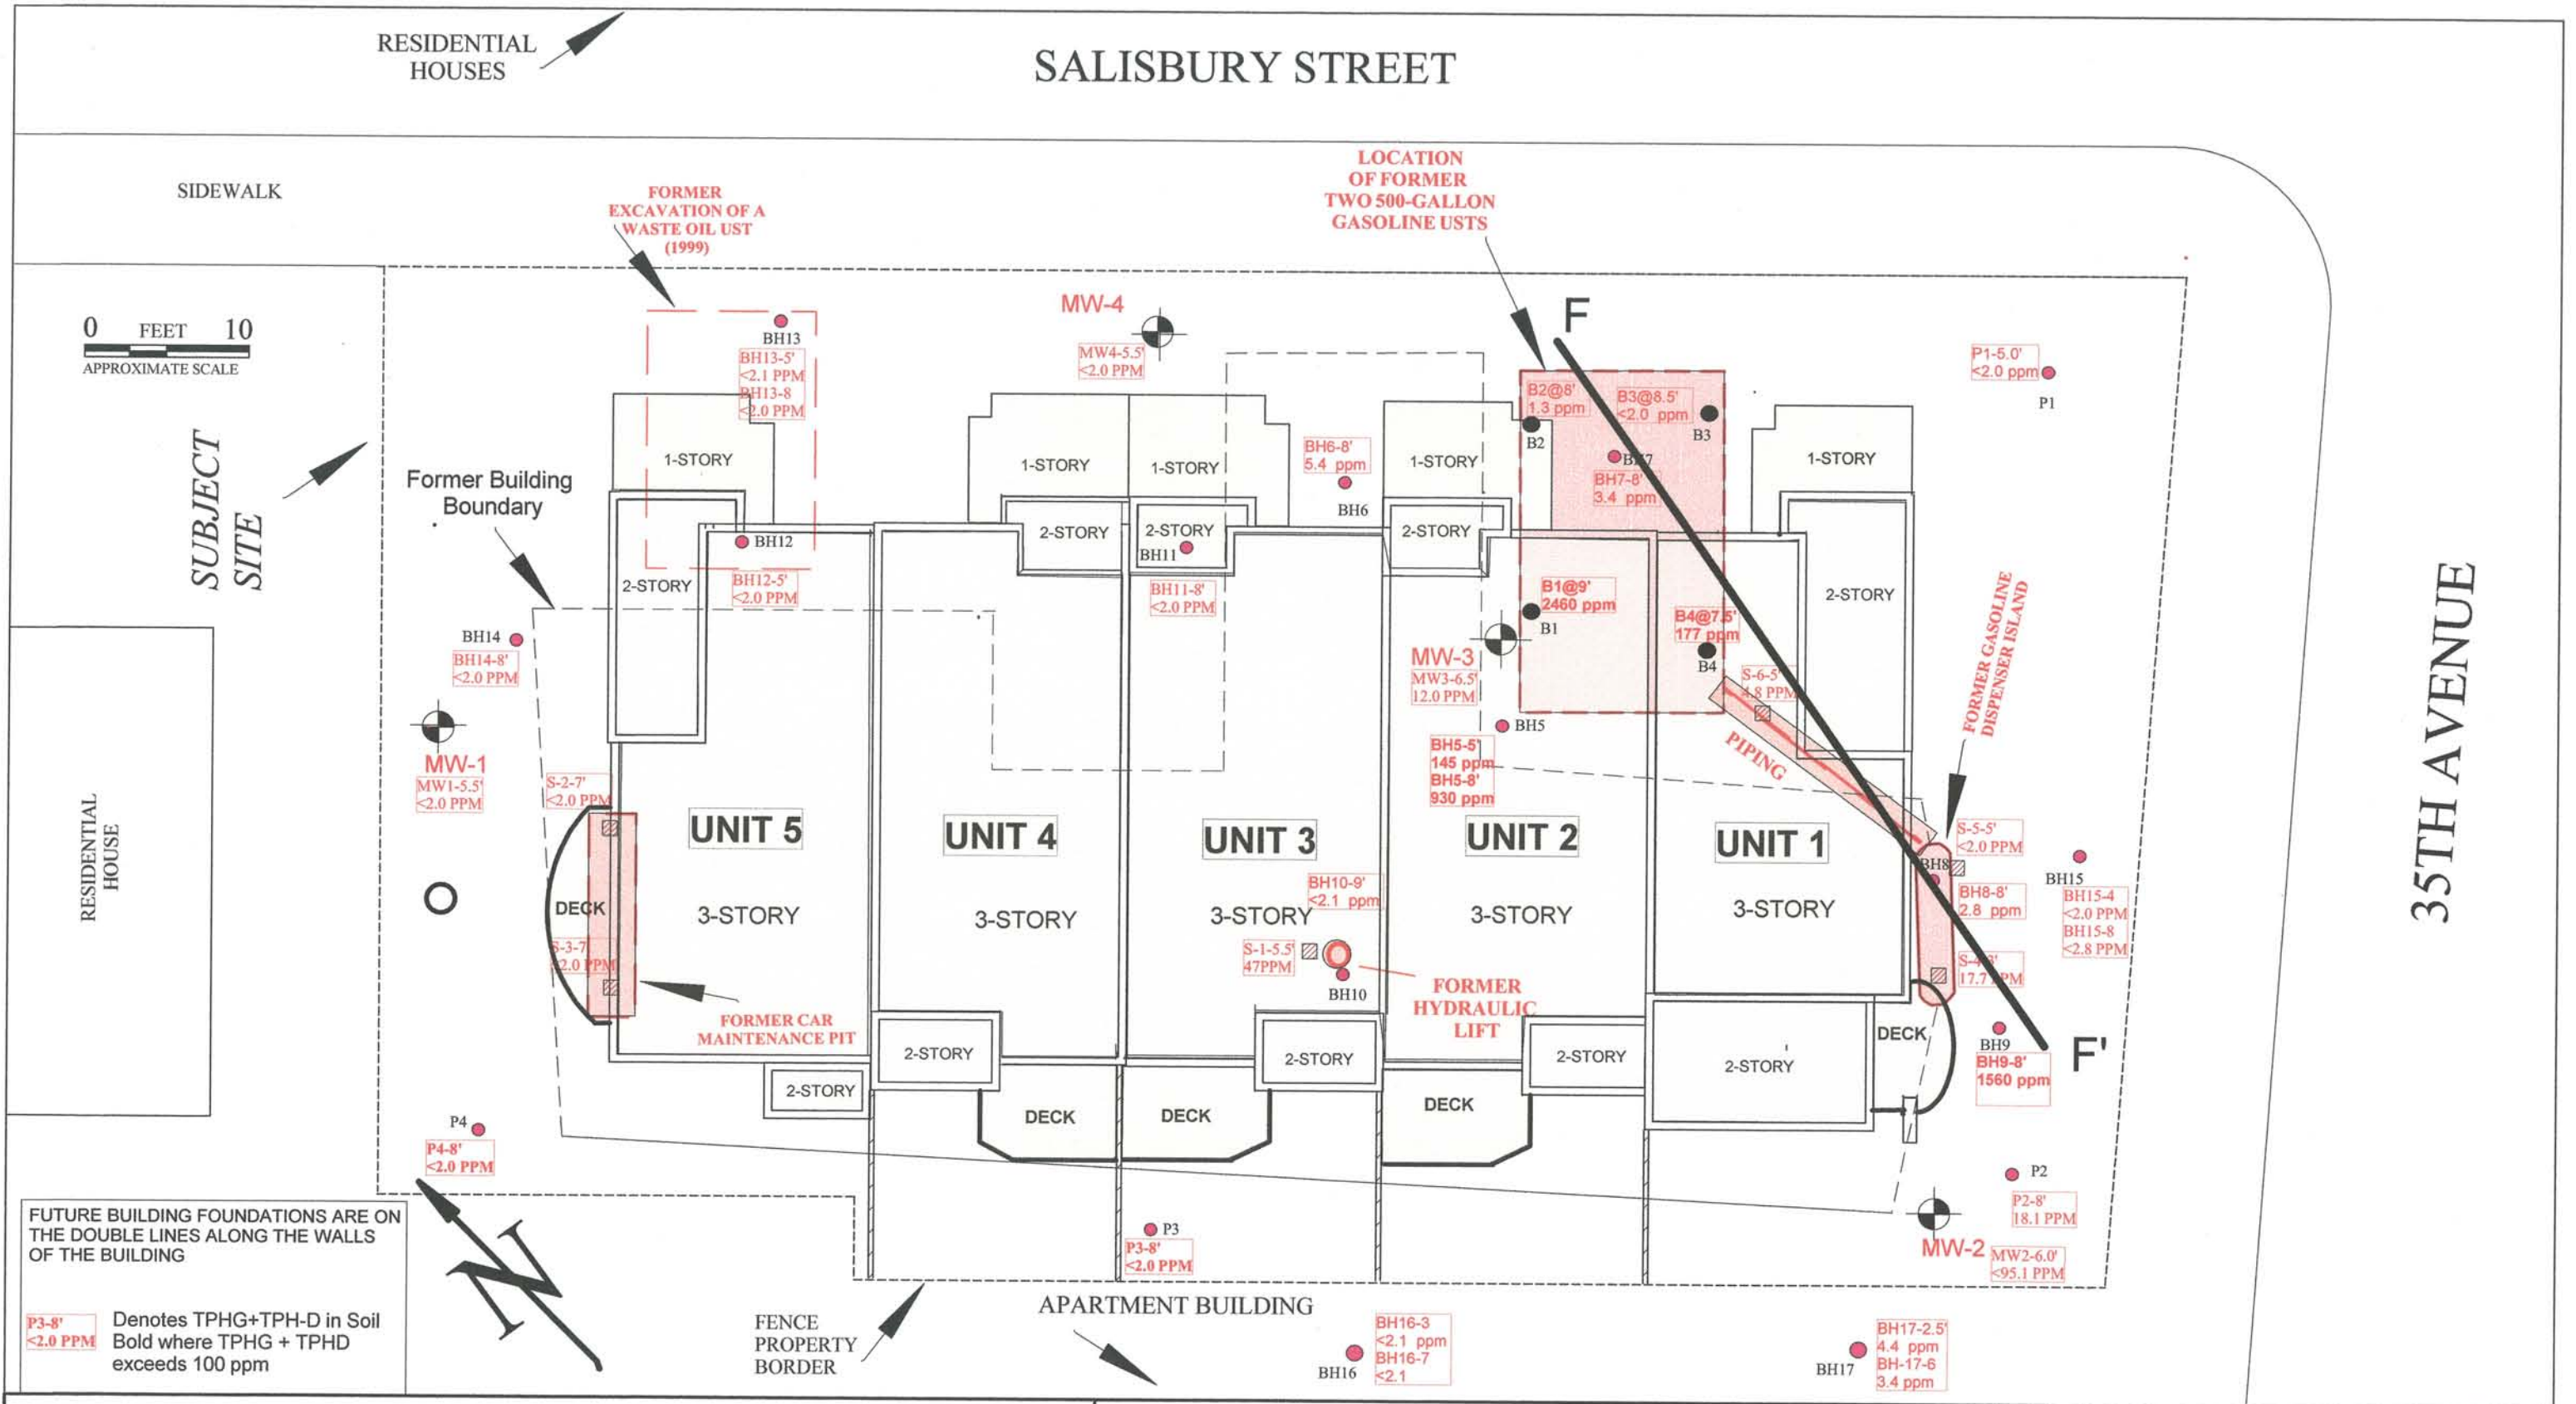 RESIDENTIAL
HOUSES
SALISBURY STREET
SIDEWALK
FORMER
EXCAVATION OF A
WASTE OIL UST
(1999)
LOCATION
OF FORMER
TWO 500-GALLON
GASOLINE USTS
0 FEET 10
APPROXIMATE SCALE
SUBJECT
SITE
Former Building
Boundary
BH13
BH13-5'
<2.1 PPM
BH13-8
<2.0 PPM
MW-4
MW4-5.5'
<2.0 PPM
F
P1-5.0'
<2.0 ppm
P1
B2@8'
1.3 ppm
B2
B3@8.5'
<2.0 ppm
B3
BH7
BH7-8'
3.4 ppm
BH6-8'
5.4 ppm
BH6
1-STORY
1-STORY
1-STORY
1-STORY
1-STORY
2-STORY
2-STORY
2-STORY
2-STORY
2-STORY
BH12
BH12-5'
<2.0 PPM
BH11
BH11-8'
<2.0 PPM
B1@9'
2460 ppm
B1
B4@7.5'
177 ppm
B4
BH14
BH14-8'
<2.0 PPM
MW-1
MW1-5.5'
<2.0 PPM
MW-3
MW3-6.5'
12.0 PPM
BH5
BH5-5'
145 ppm
BH5-8'
930 ppm
S-6-5'
4.8 PPM
PIPING
FORMER GASOLINE
DISPENSER ISLAND
35TH AVENUE
RESIDENTIAL
HOUSE
S-2-7'
<2.0 PPM
DECK
S-3-7
<2.0 PPM
UNIT 5
3-STORY
UNIT 4
3-STORY
UNIT 3
3-STORY
UNIT 2
3-STORY
UNIT 1
3-STORY
BH10-9'
<2.1 ppm
S-1-5.5'
47PPM
BH10
FORMER
HYDRAULIC
LIFT
FORMER CAR
MAINTENANCE PIT
S-5-5'
<2.0 PPM
BH8
BH8-8'
2.8 ppm
S-4-3'
17.7 PPM
BH15
BH15-4
<2.0 PPM
BH15-8
<2.8 PPM
F'
BH9
BH9-8'
1560 ppm
2-STORY
2-STORY
2-STORY
2-STORY
2-STORY
DECK
DECK
DECK
DECK
P4
P4-8'
<2.0 PPM
P3
P3-8'
<2.0 PPM
P2
P2-8'
18.1 PPM
MW-2
MW2-6.0'
<95.1 PPM
N
FUTURE BUILDING FOUNDATIONS ARE ON
THE DOUBLE LINES ALONG THE WALLS
OF THE BUILDING
P3-8'
<2.0 PPM
Denotes TPHG+TPH-D in Soil
Bold where TPHG + TPHD
exceeds 100 ppm
FENCE
PROPERTY
BORDER
APARTMENT BUILDING
BH16
BH16-3
<2.1 ppm
BH16-7
<2.1
BH17
BH17-2.5'
4.4 ppm
BH-17-6
3.4 ppm